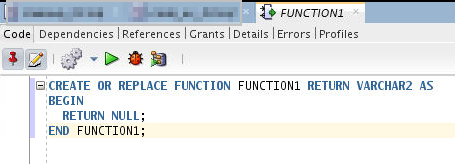 FUNCTION1
Code Dependencies References Grants Details Errors Profiles
CREATE OR REPLACE FUNCTION FUNCTION1 RETURN VARCHAR2 AS
BEGIN
RETURN NULL;
END FUNCTION1;